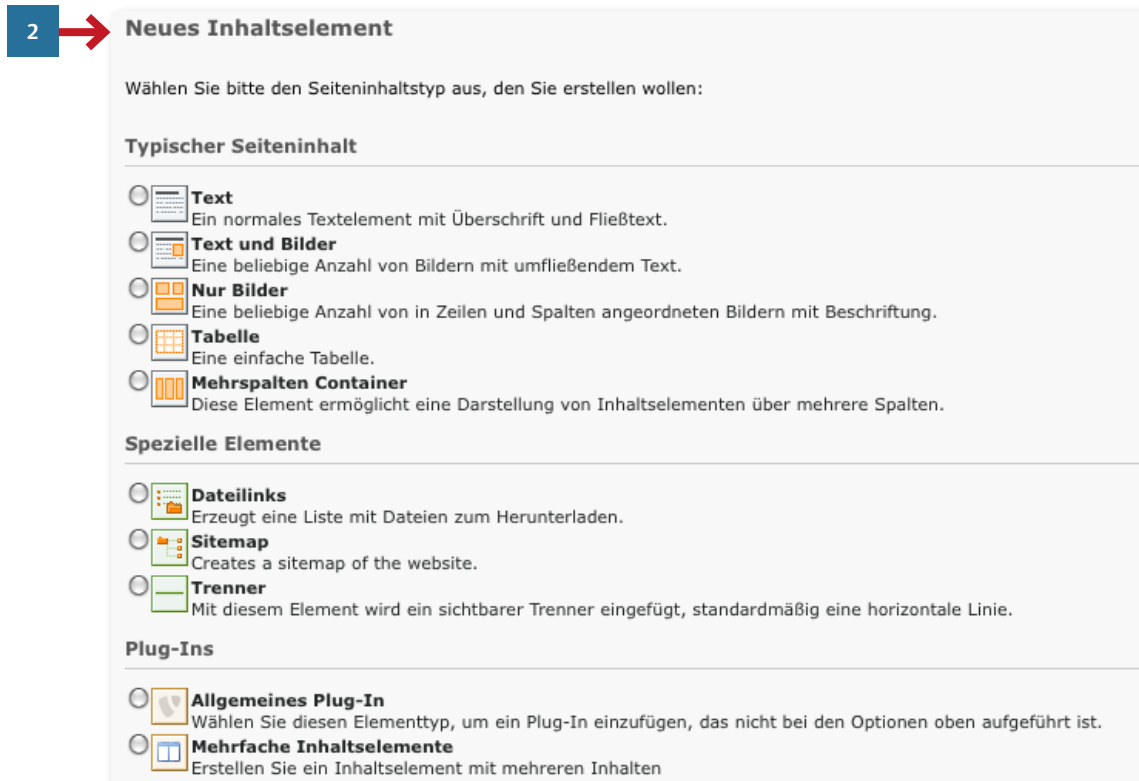 2
Neues Inhaltselement
Wählen Sie bitte den Seiteninhaltstyp aus, den Sie erstellen wollen:
Typischer Seiteninhalt
Text
Ein normales Textelement mit Überschrift und Fließtext.
Text und Bilder
Eine beliebige Anzahl von Bildern mit umfließendem Text.
Nur Bilder
Eine beliebige Anzahl von in Zeilen und Spalten angeordneten Bildern mit Beschriftung.
Tabelle
Eine einfache Tabelle.
Mehrspalten Container
Diese Element ermöglicht eine Darstellung von Inhaltselementen über mehrere Spalten.
Spezielle Elemente
Dateilinks
Erzeugt eine Liste mit Dateien zum Herunterladen.
Sitemap
Creates a sitemap of the website.
Trenner
Mit diesem Element wird ein sichtbarer Trenner eingefügt, standardmäßig eine horizontale Linie.
Plug-Ins
Allgemeines Plug-In
Wählen Sie diesen Elementtyp, um ein Plug-In einzufügen, das nicht bei den Optionen oben aufgeführt ist.
Mehrfache Inhaltselemente
Erstellen Sie ein Inhaltselement mit mehreren Inhalten